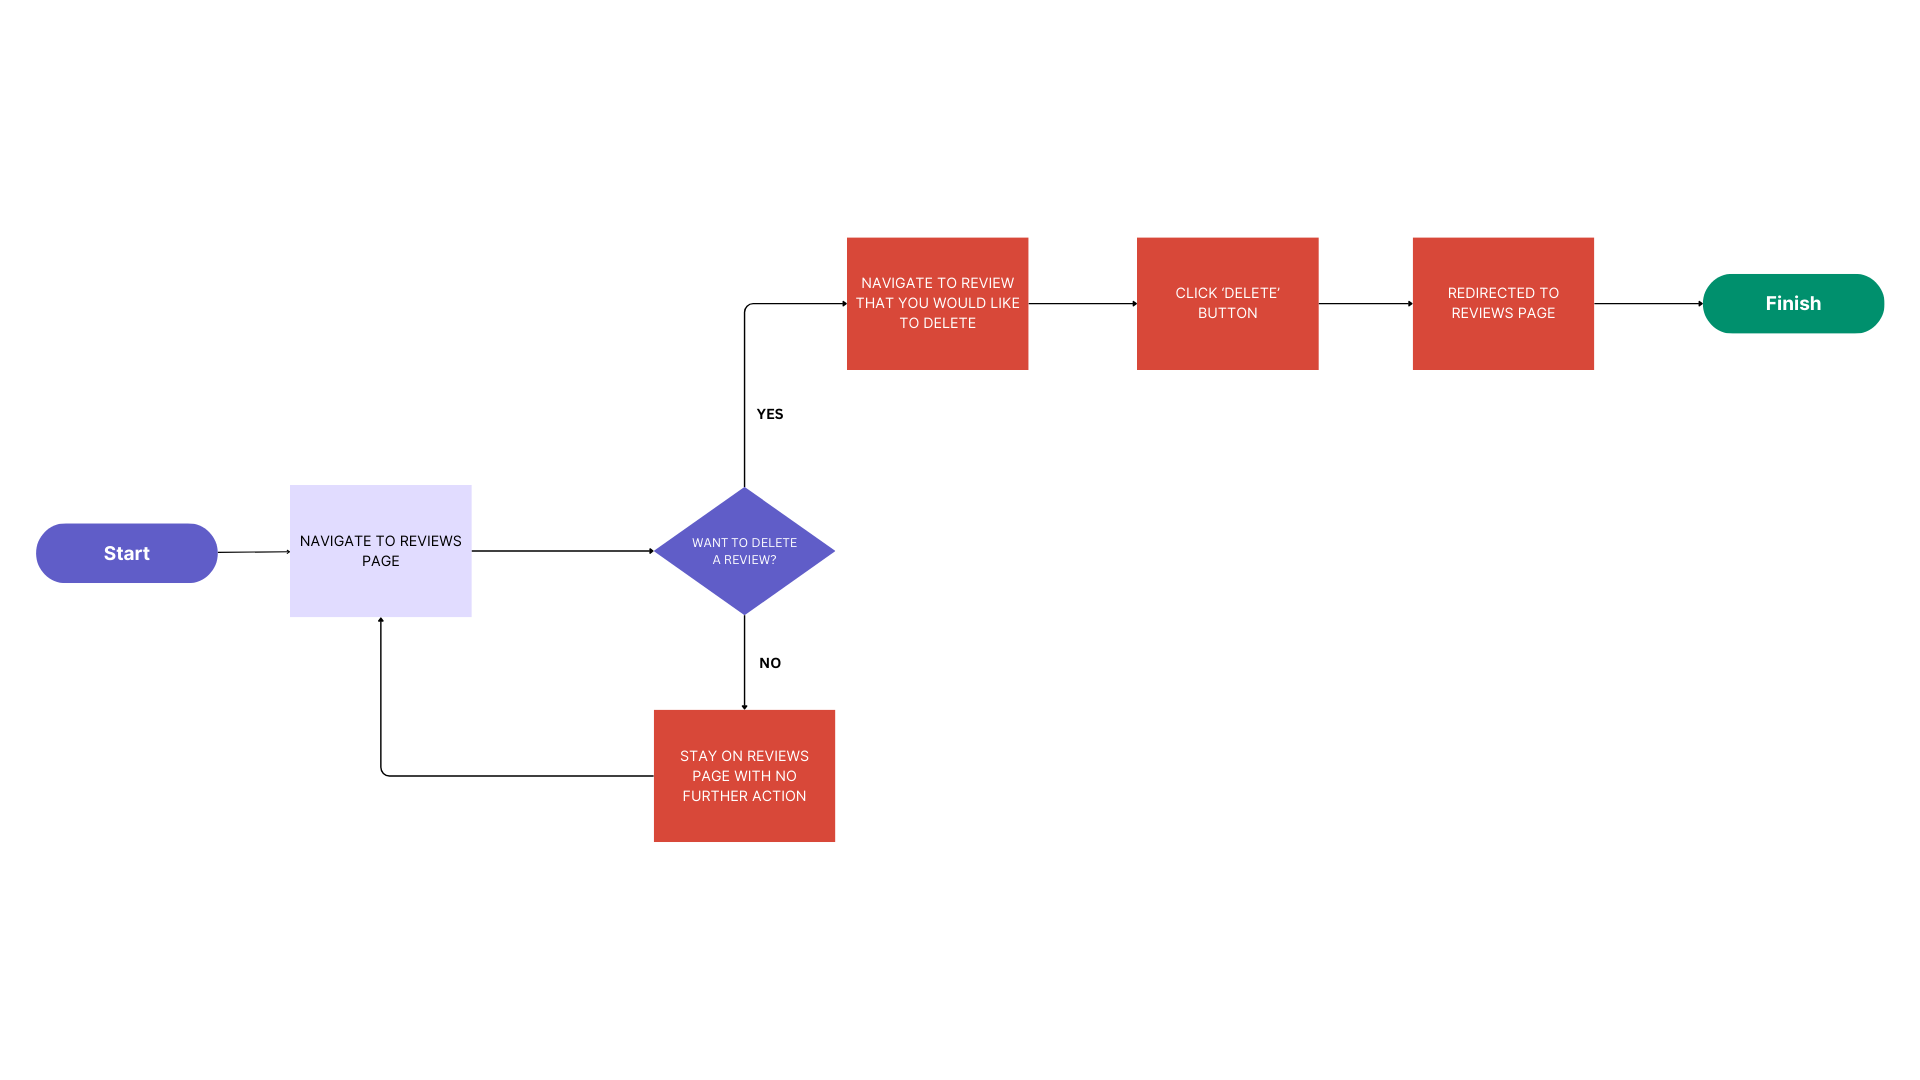 Start
NAVIGATE TO REVIEWS
PAGE
WANT TO DELETE
A REVIEW?
YES
NAVIGATE TO REVIEW
THAT YOU WOULD LIKE
TO DELETE
CLICK ‘DELETE’
BUTTON
REDIRECTED TO
REVIEWS PAGE
Finish
NO
STAY ON REVIEWS
PAGE WITH NO
FURTHER ACTION